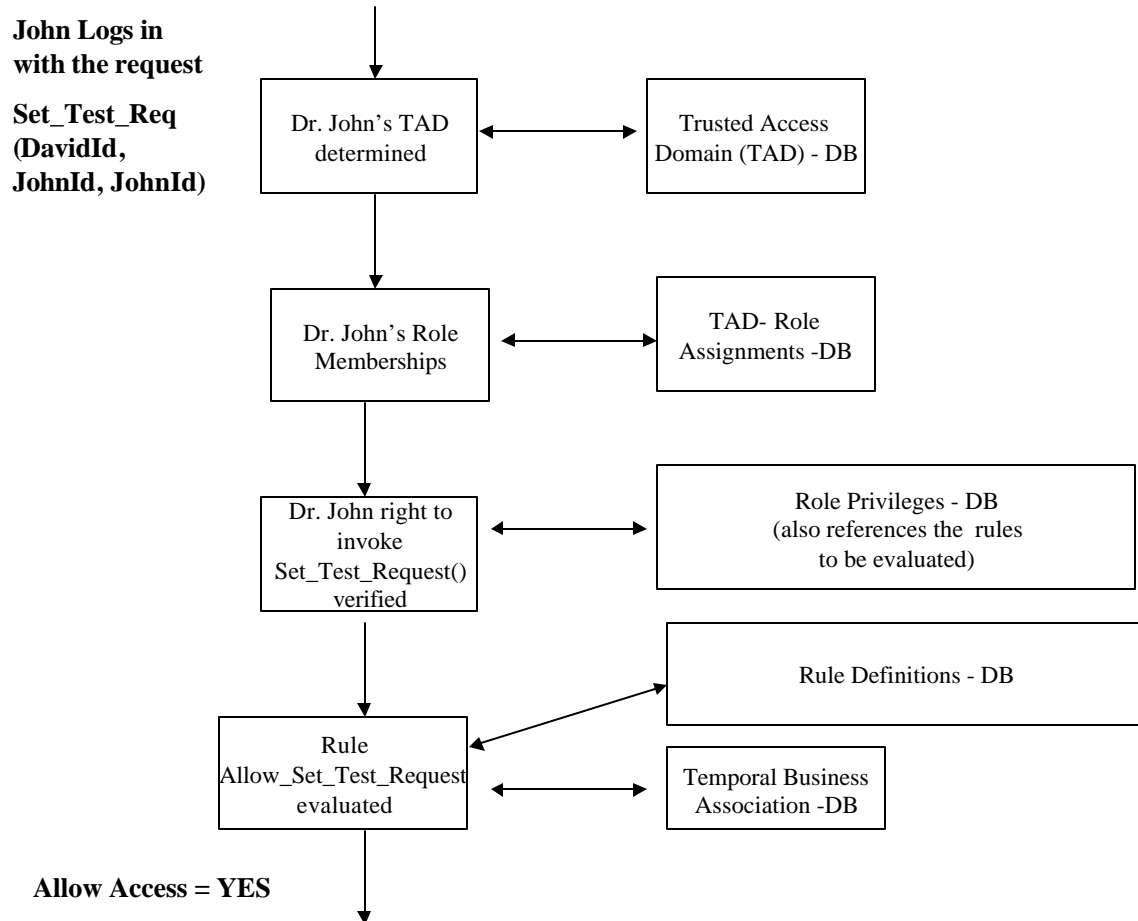 John Logs in
with the request
Set_Test_Req
(DavidId,
JohnId, JohnId)
Dr. John’s TAD
determined
Trusted Access
Domain (TAD) - DB
Dr. John’s Role
Memberships
TAD- Role
Assignments -DB
Dr. John right to
invoke
Set_Test_Request()
verified
Role Privileges - DB
(also references the rules
to be evaluated)
Rule Definitions - DB
Rule
Allow_Set_Test_Request
evaluated
Temporal Business
Association -DB
Allow Access = YES